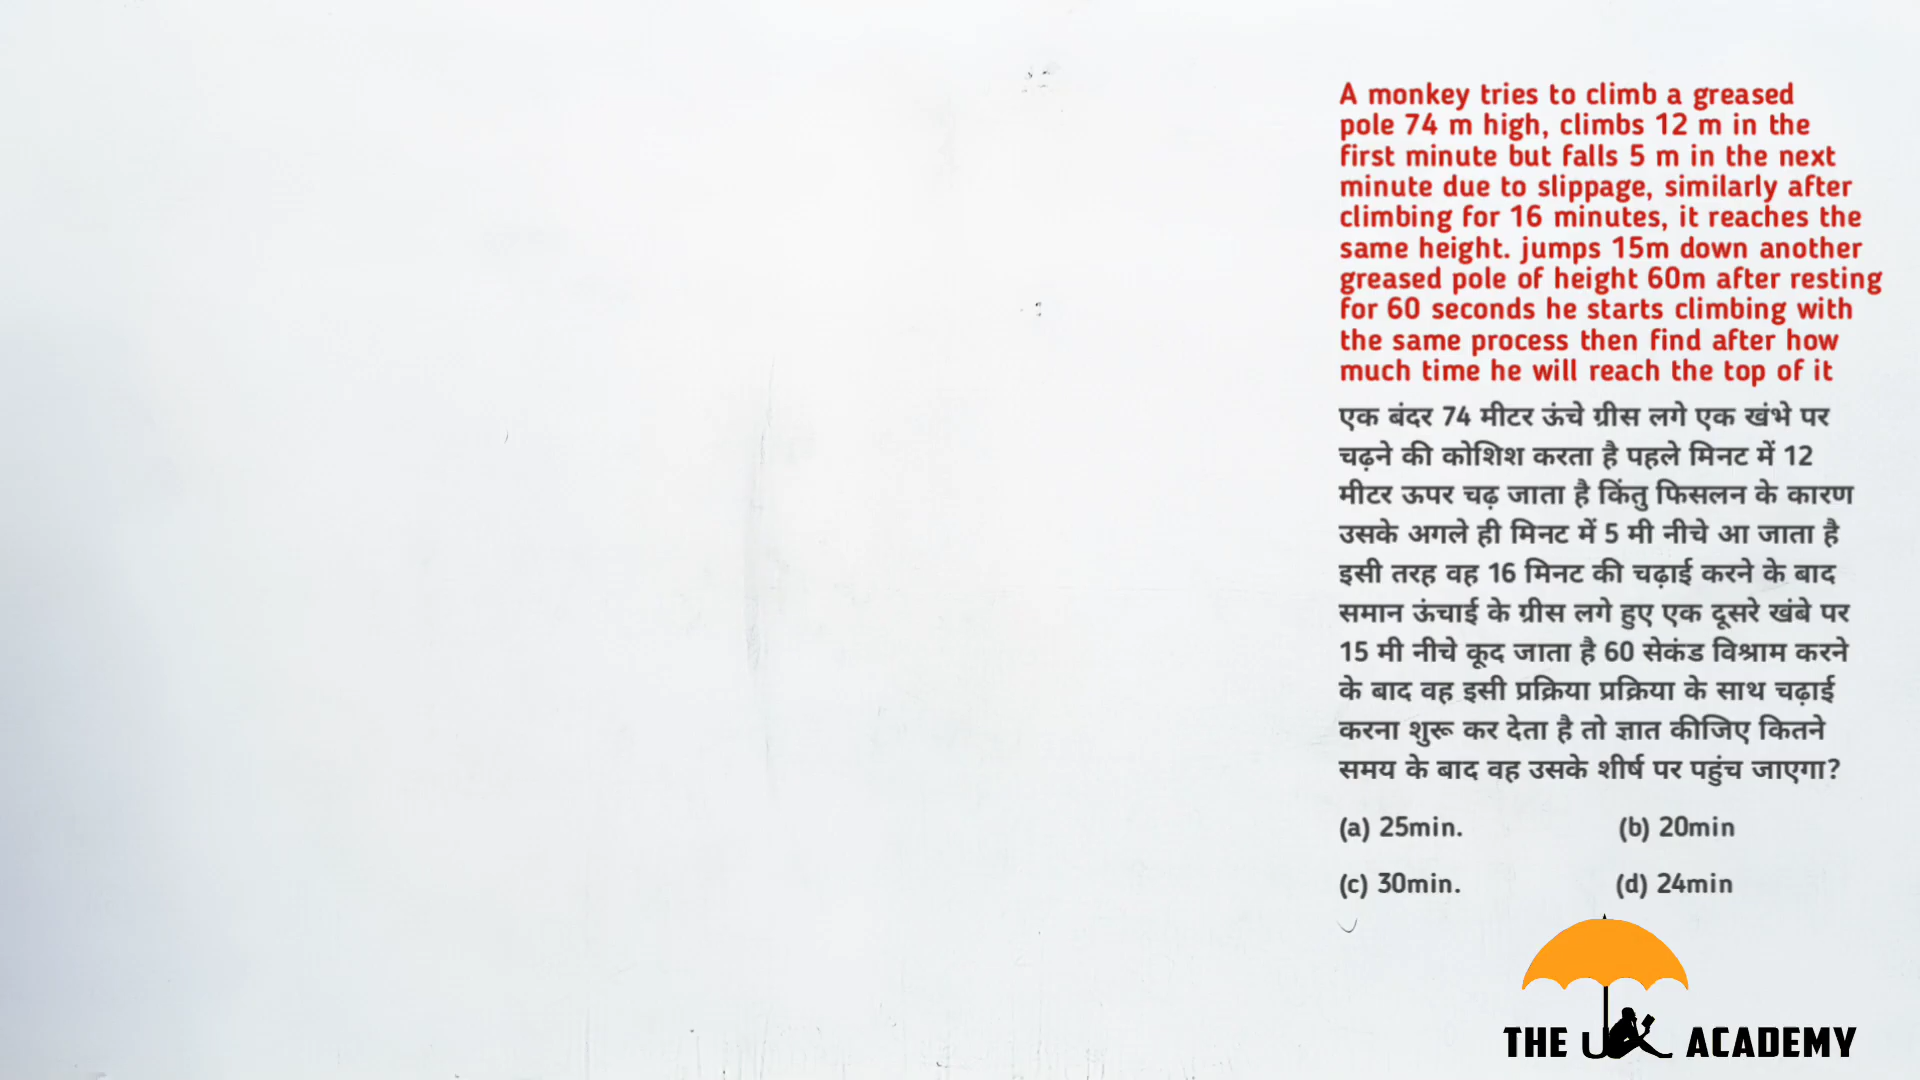 A monkey tries to climb a greased
pole 74 m high, climbs 12 m in the
first minute but falls 5 m in the next
minute due to slippage, similarly after
climbing for 16 minutes, it reaches the
same height. jumps 15m down another
greased pole of height 60m after resting
for 60 seconds he starts climbing with
the same process then find after how
much time he will reach the top of it
एक बंदर 74 मीटर ऊंचे ग्रीस लगे एक खंभे पर
चढ़ने की कोशिश करता है पहले मिनट में 12
मीटर ऊपर चढ़ जाता है किंतु फिसलन के कारण
उसके अगले ही मिनट में 5 मी नीचे आ जाता है
इसी तरह वह 16 मिनट की चढ़ाई करने के बाद
समान ऊंचाई के ग्रीस लगे हुए एक दूसरे खंबे पर
15 मी नीचे कूद जाता है 60 सेकंड विश्राम करने
के बाद वह इसी प्रक्रिया प्रक्रिया के साथ चढ़ाई
करना शुरू कर देता है तो ज्ञात कीजिए कितने
समय के बाद वह उसके शीर्ष पर पहुंच जाएगा?
(a) 25min. (b) 20min
(c) 30min. (d) 24min
THE UK ACADEMY